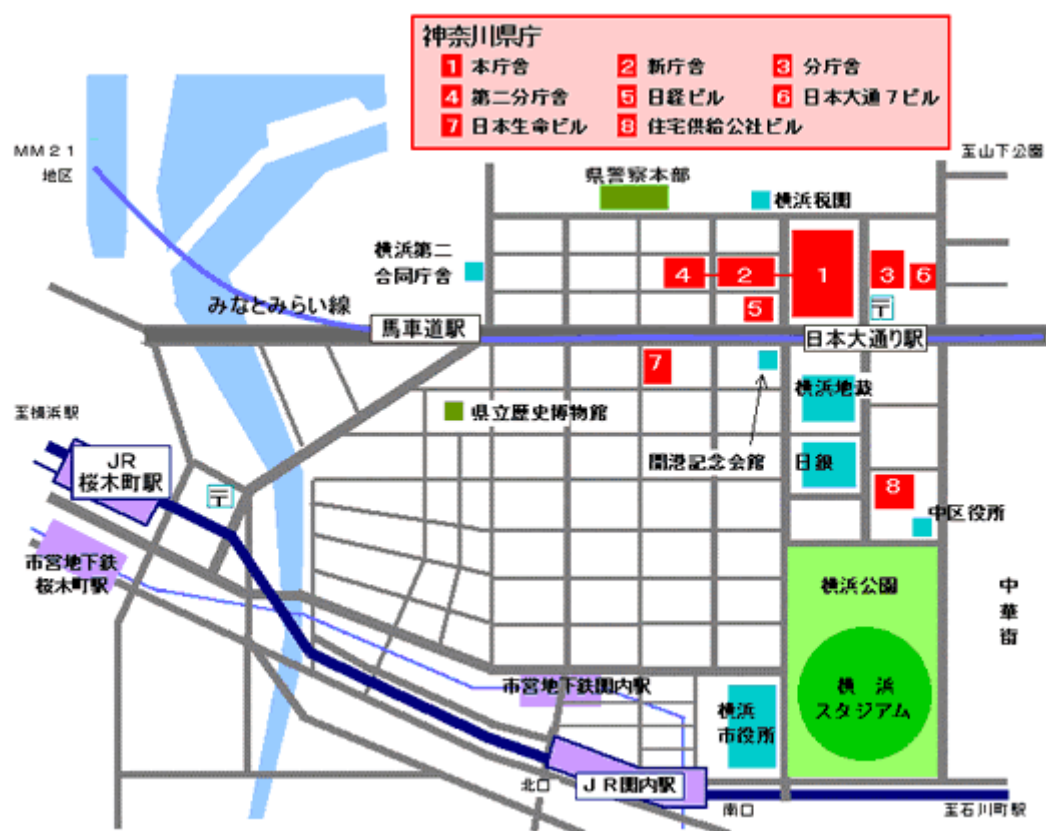 神奈川県庁
1 本庁舎 2 新庁舎 3 分庁舎
4 第二分庁舎 5 日経ビル 6 日本大通7ビル
7 日本生命ビル 8 住宅供給公社ビル
MM21
地区
至山下公園
県警察本部
横浜税関
横浜第二
合同庁舎
4 2 1 3 6
5
〒
みなとみらい線
馬車道駅
日本大通り駅
7
横浜地裁
至横浜駅
県立歴史博物館
開港記念会館
日銀
JR
桜木町駅
〒
8
中区役所
市営地下鉄
桜木町駅
横浜公園
中華街
市営地下鉄関内駅
横浜
市役所
横浜
スタジアム
北口
JR関内駅
南口
至石川町駅